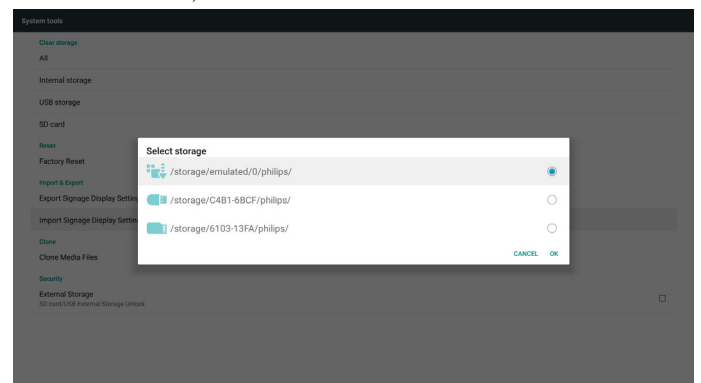 System tools
Clear storage
All
Internal storage
USB storage
SD card
Reset
Factory Reset
Import & Export
Export Signage Display Setting
Import Signage Display Settin
Clone
Clone Media Files
Security
External Storage
SD card/USB External Storage Unlock
Select storage
/storage/emulated/0/philips/
/storage/C4B1-6BCF/philips/
/storage/6103-13FA/philips/
CANCEL OK